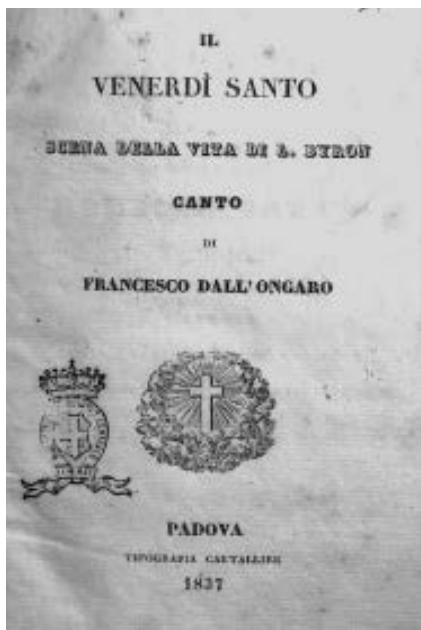 IL
VENERDÌ SANTO
SCENA DELLA VITA DI L. BYRON
CANTO
DI
FRANCESCO DALL'ONGARO
PADOVA
TIPOGRAFIA CARTALLIER
1837